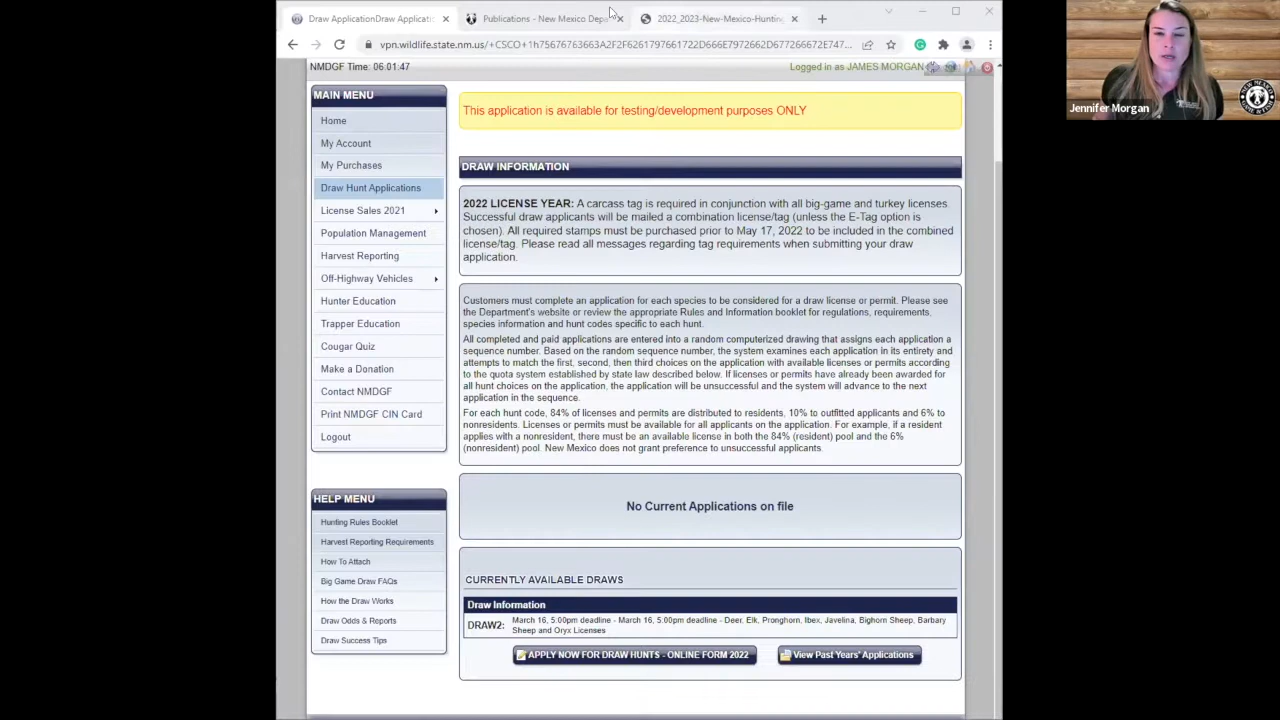 Draw ApplicationDraw Applicati
Publications - New Mexico Depa
2022_2023-New-Mexico-Hunting
vpn.wildlife.state.nm.us/+CSCO+1h75676763663A2F2F6261797661722D666E7972662D677266672E747...
NMDGF Time: 06:01:47
Logged in as JAMES MORGAN
MAIN MENU
Home
My Account
My Purchases
Draw Hunt Applications
License Sales 2021
Population Management
Harvest Reporting
Off-Highway Vehicles
Hunter Education
Trapper Education
Cougar Quiz
Make a Donation
Contact NMDGF
Print NMDGF CIN Card
Logout
HELP MENU
Hunting Rules Booklet
Harvest Reporting Requirements
How To Attach
Big Game Draw FAQs
How the Draw Works
Draw Odds & Reports
Draw Success Tips
This application is available for testing/development purposes ONLY
DRAW INFORMATION
2022 LICENSE YEAR: A carcass tag is required in conjunction with all big-game and turkey licenses.
Successful draw applicants will be mailed a combination license/tag (unless the E-Tag option is
chosen). All required stamps must be purchased prior to May 17, 2022 to be included in the combined
license/tag. Please read all messages regarding tag requirements when submitting your draw
application.
Customers must complete an application for each species to be considered for a draw license or permit. Please see
the Department's website or review the appropriate Rules and Information booklet for regulations, requirements,
species information and hunt codes specific to each hunt.
All completed and paid applications are entered into a random computerized drawing that assigns each application a
sequence number. Based on the random sequence number, the system examines each application in its entirety and
attempts to match the first, second, then third choices on the application with available licenses or permits according
to the quota system established by state law described below. If licenses or permits have already been awarded for
all hunt choices on the application, the application will be unsuccessful and the system will advance to the next
application in the sequence.
For each hunt code, 84% of licenses and permits are distributed to residents, 10% to outfitted applicants and 6% to
nonresidents. Licenses or permits must be available for all applicants on the application. For example, if a resident
applies with a nonresident, there must be an available license in both the 84% (resident) pool and the 6%
(nonresident) pool. New Mexico does not grant preference to unsuccessful applicants.
No Current Applications on file
CURRENTLY AVAILABLE DRAWS
Draw Information
DRAW2: March 16, 5:00pm deadline - March 16, 5:00pm deadline - Deer, Elk, Pronghorn, Ibex, Javelina, Bighorn Sheep, Barbary
Sheep and Oryx Licenses
APPLY NOW FOR DRAW HUNTS - ONLINE FORM 2022
View Past Years' Applications
Jennifer Morgan